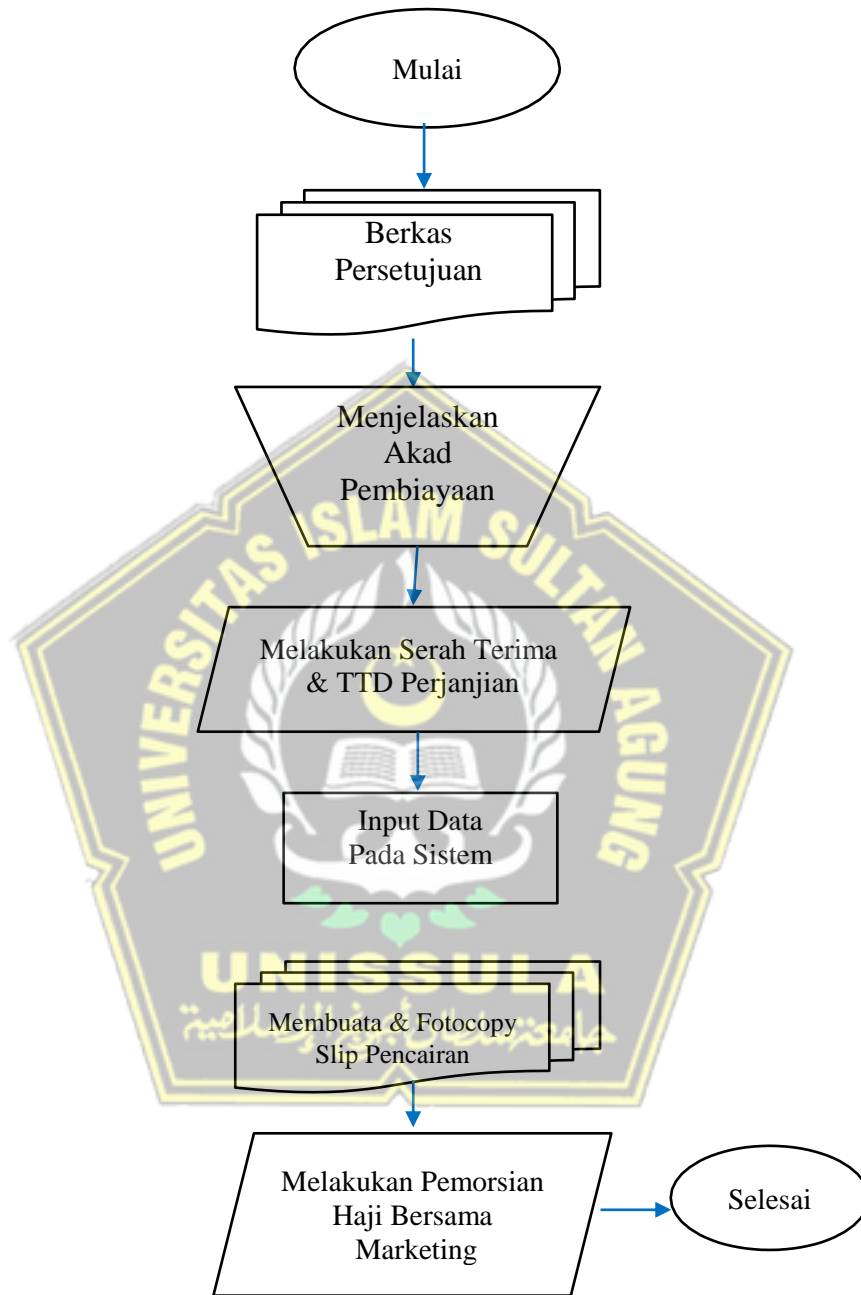 Mulai
Berkas
Persetujuan
Menjelaskan
Akad
Pembiayaan
UNIVERSITAS ISLAM SULTAN AGUNG
Melakukan Serah Terima
& TTD Perjanjian
Input Data
Pada Sistem
UNISSULA
Membuata & Fotocopy
Slip Pencairan
Melakukan Pemorsian
Haji Bersama
Marketing
Selesai